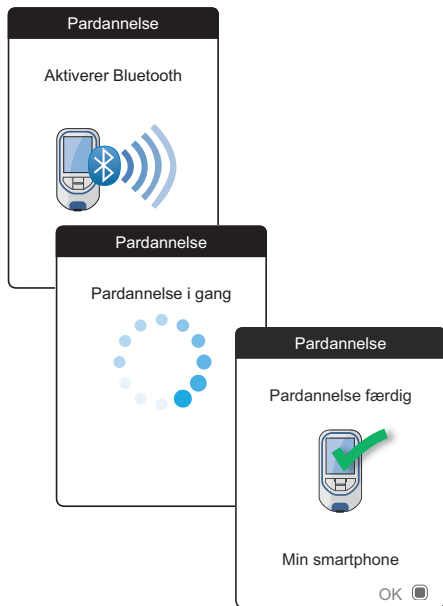 Pardannelse
Aktiverer Bluetooth
Pardannelse
Pardannelse i gang
Pardannelse
Pardannelse færdig
Min smartphone
OK